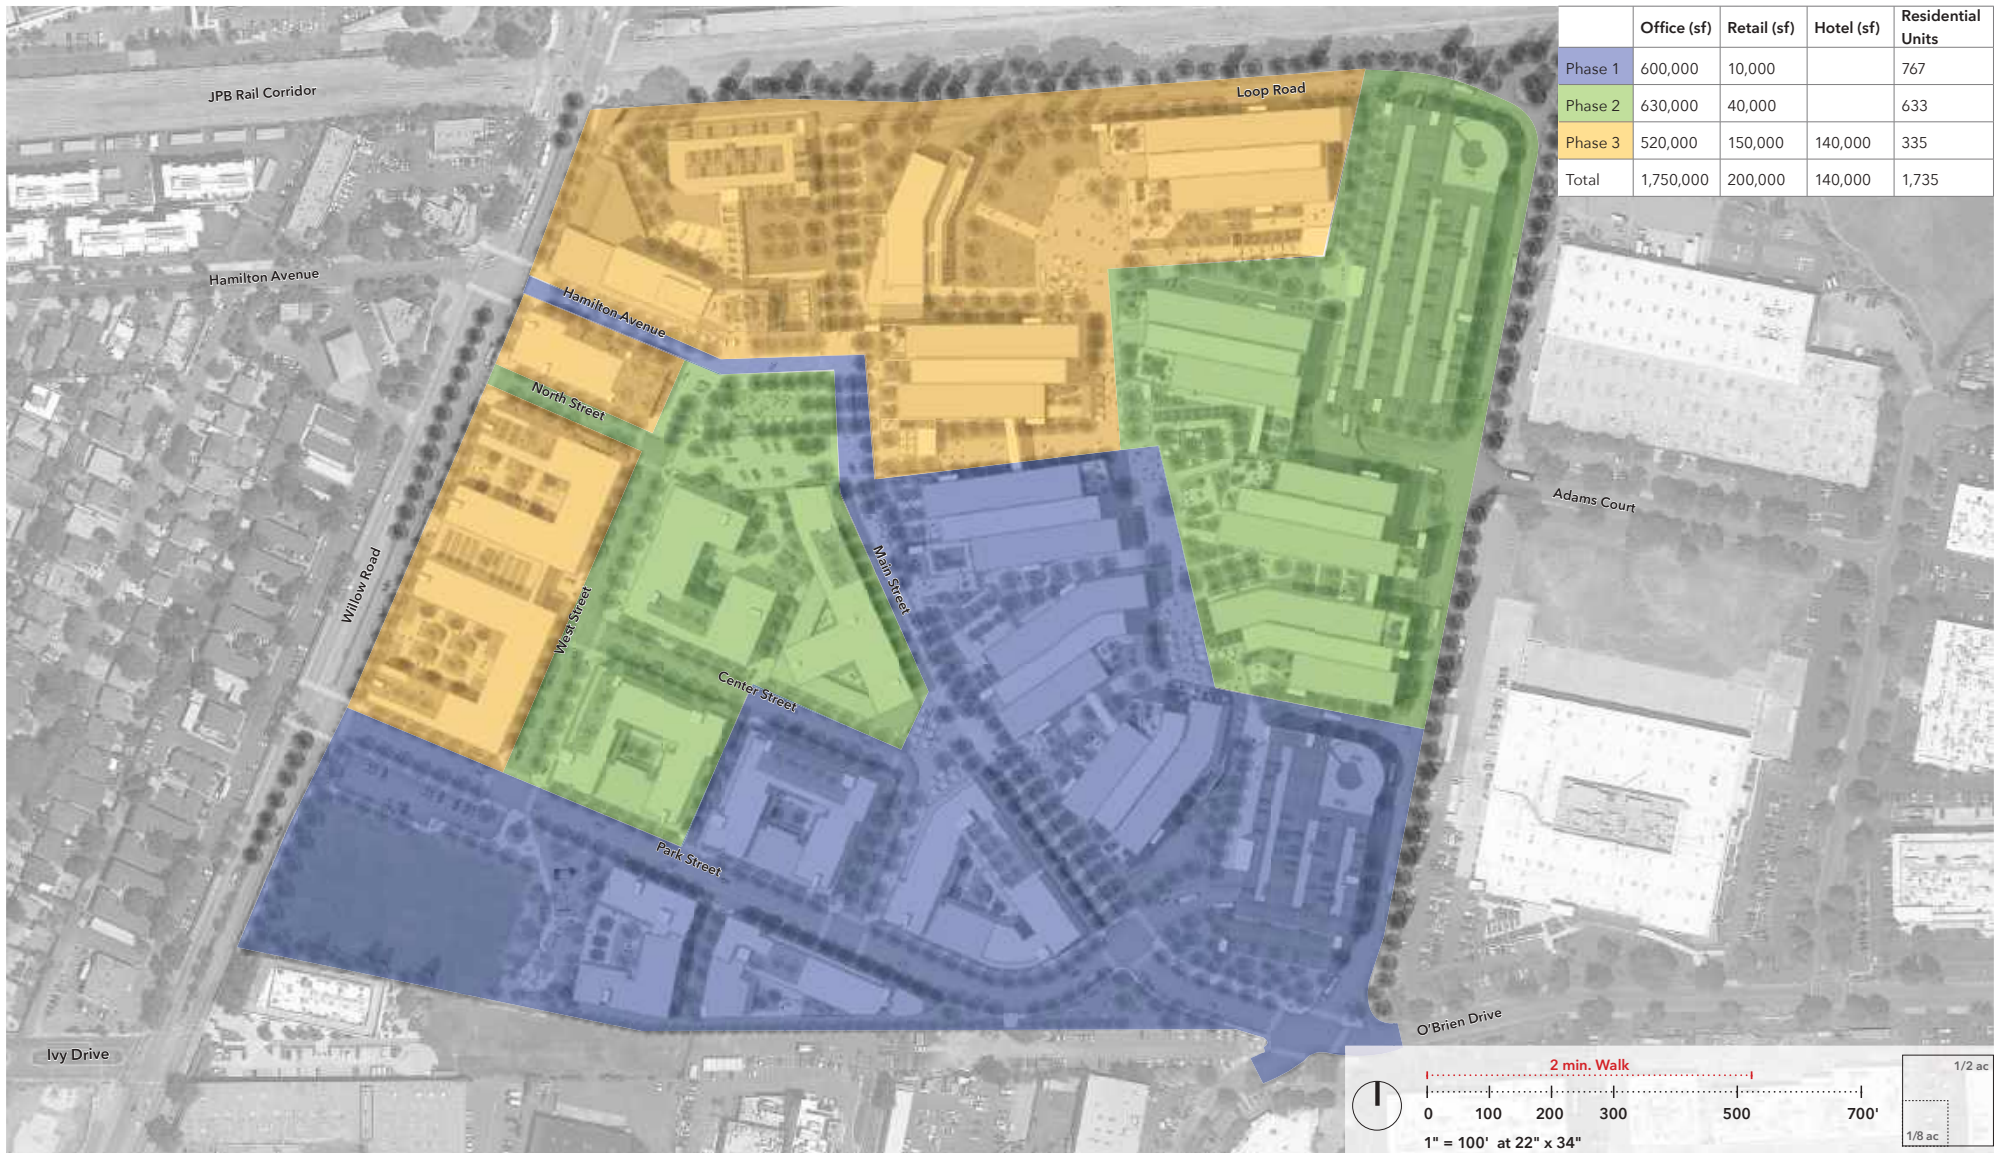 Office (sf) Retail (sf) Hotel (sf) Residential Units
Phase 1 600,000 10,000 767
Phase 2 630,000 40,000 633
Phase 3 520,000 150,000 140,000 335
Total 1,750,000 200,000 140,000 1,735
JPB Rail Corridor
Loop Road
Hamilton Avenue
Hamilton Avenue
North Street
Adams Court
Main Street
Willow Road
West Street
Center Street
Park Street
O'Brien Drive
Ivy Drive
2 min. Walk
0 100 200 300 500 700'
1" = 100' at 22" x 34"
1/2 ac
1/8 ac